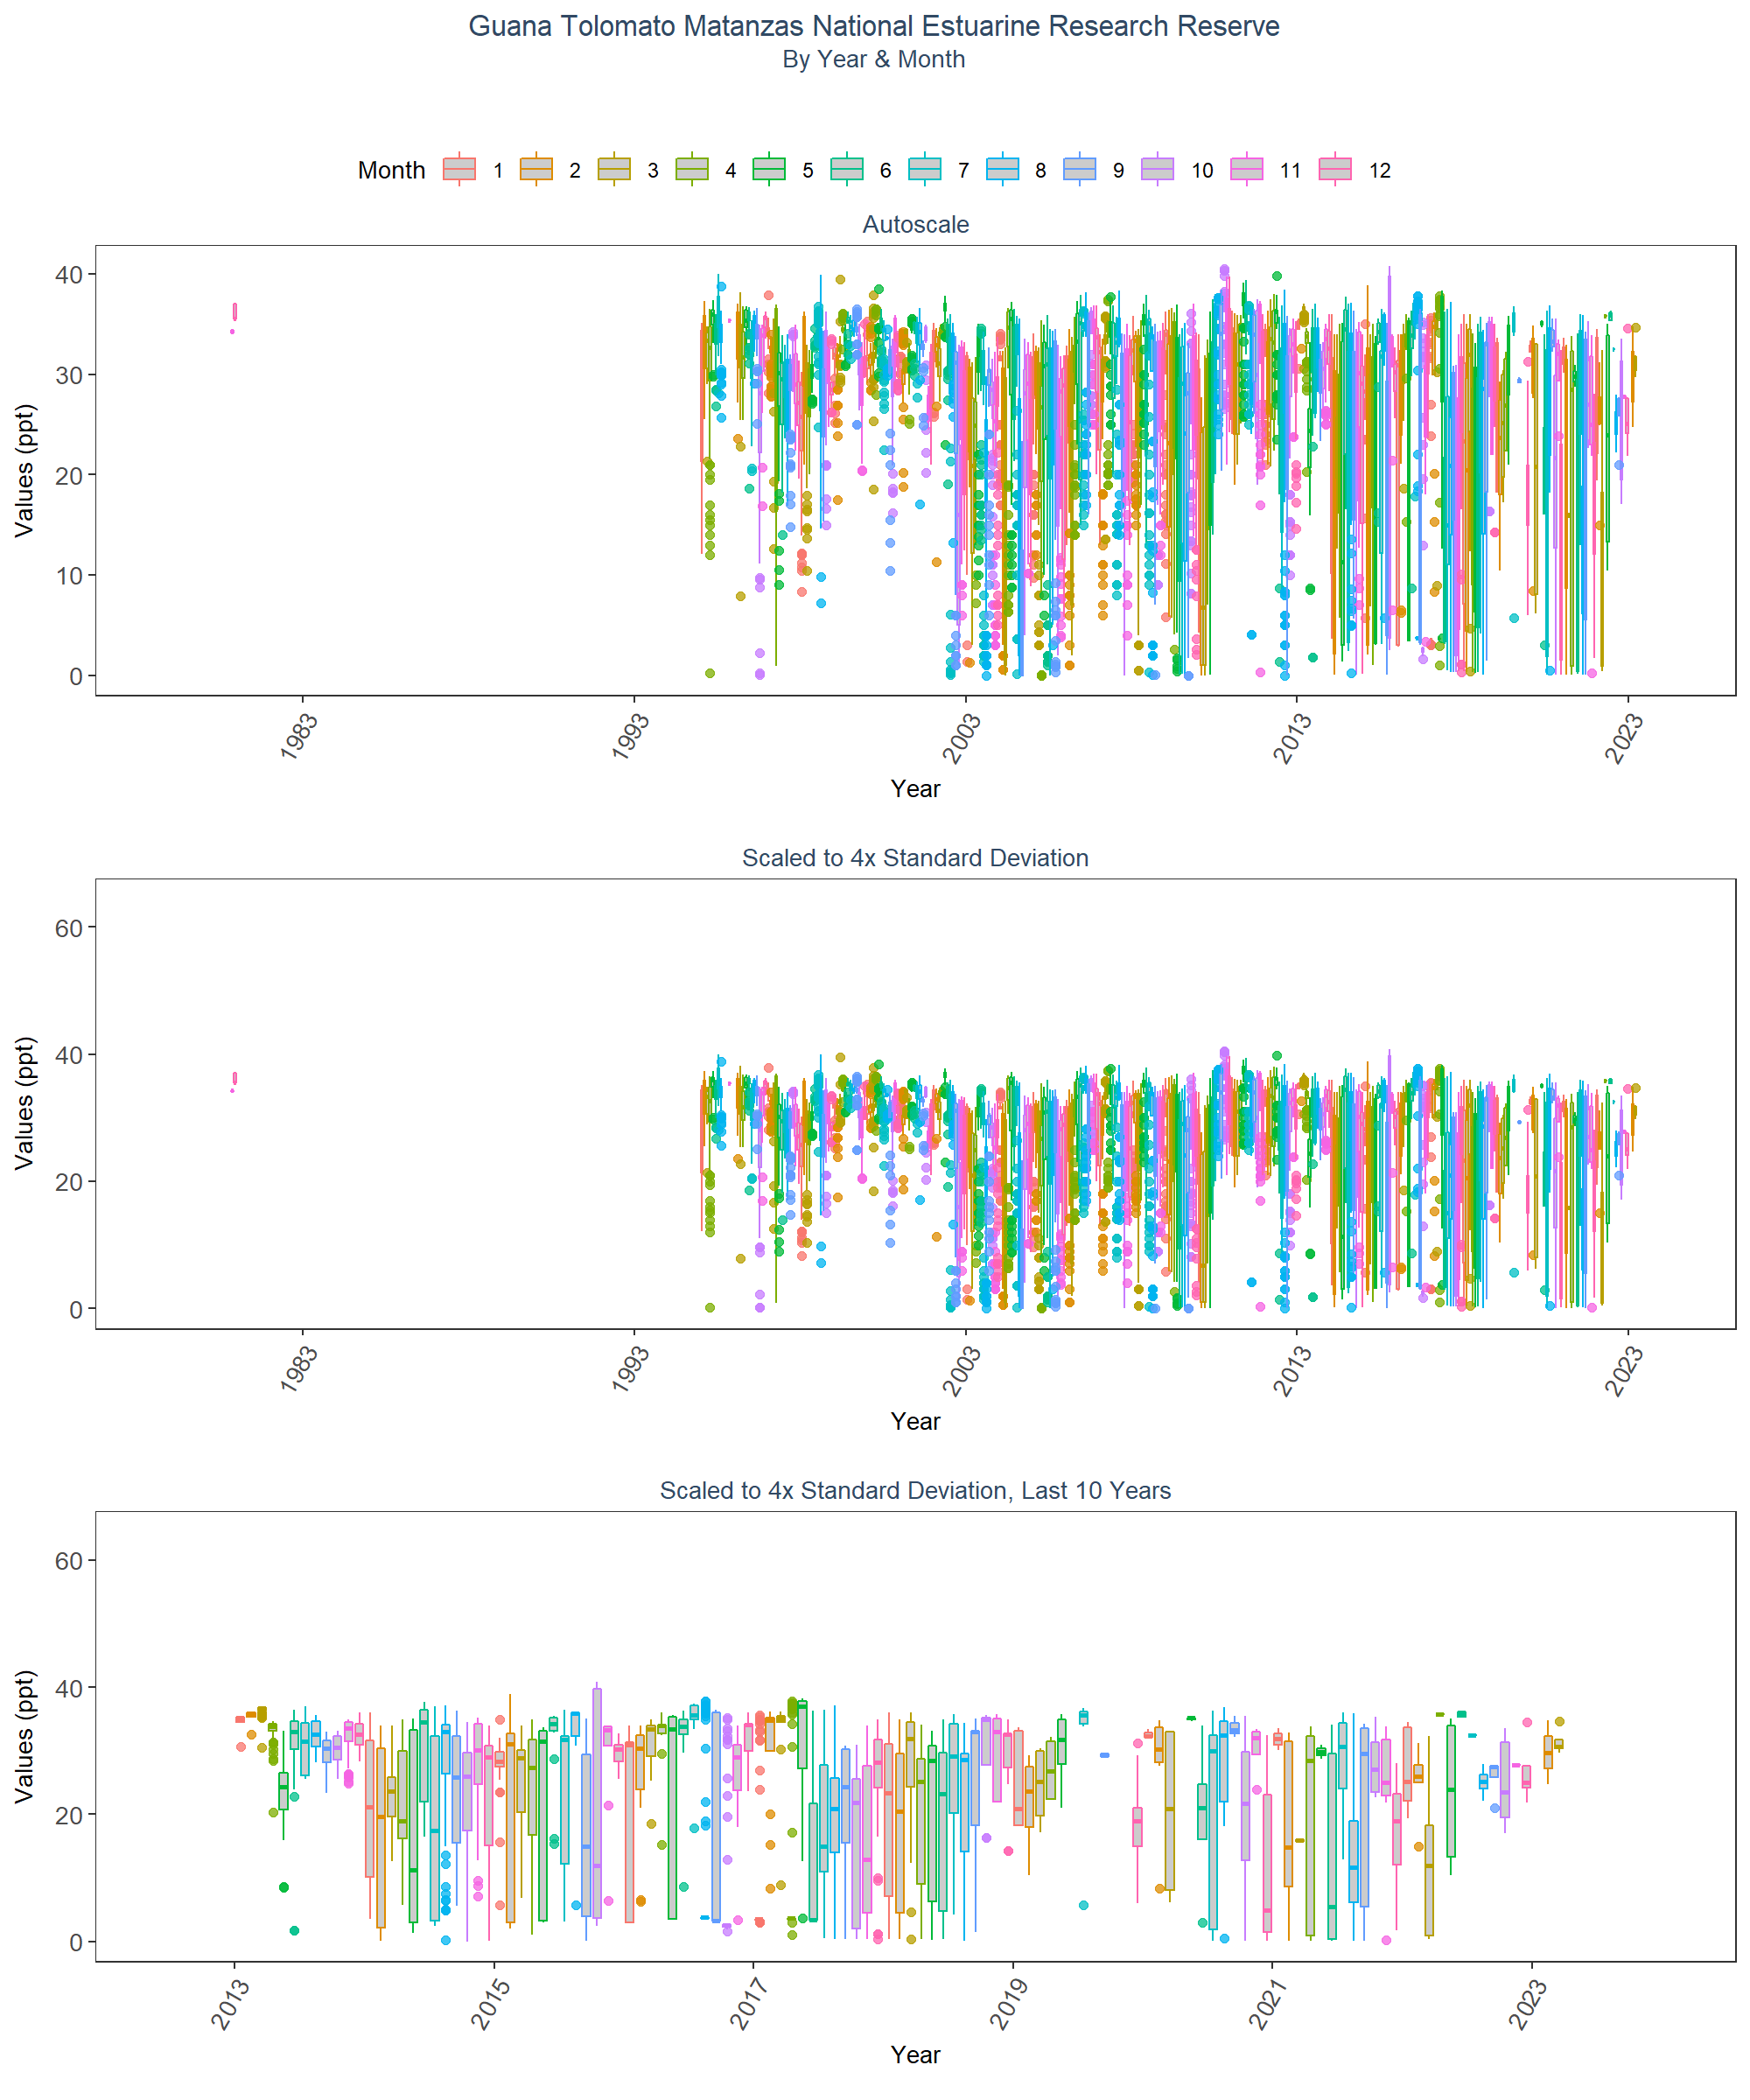 Guana Tolomato Matanzas National Estuarine Research Reserve
By Year & Month
Month 1 2 3 4 5 6 7 8 9 10 11 12
Autoscale
Values (ppt)
40
30
20
10
0
1983 1993 2003 2013 2023
Year
Scaled to 4x Standard Deviation
Values (ppt)
60
40
20
0
1983 1993 2003 2013 2023
Year
Scaled to 4x Standard Deviation, Last 10 Years
Values (ppt)
60
40
20
0
2013 2015 2017 2019 2021 2023
Year